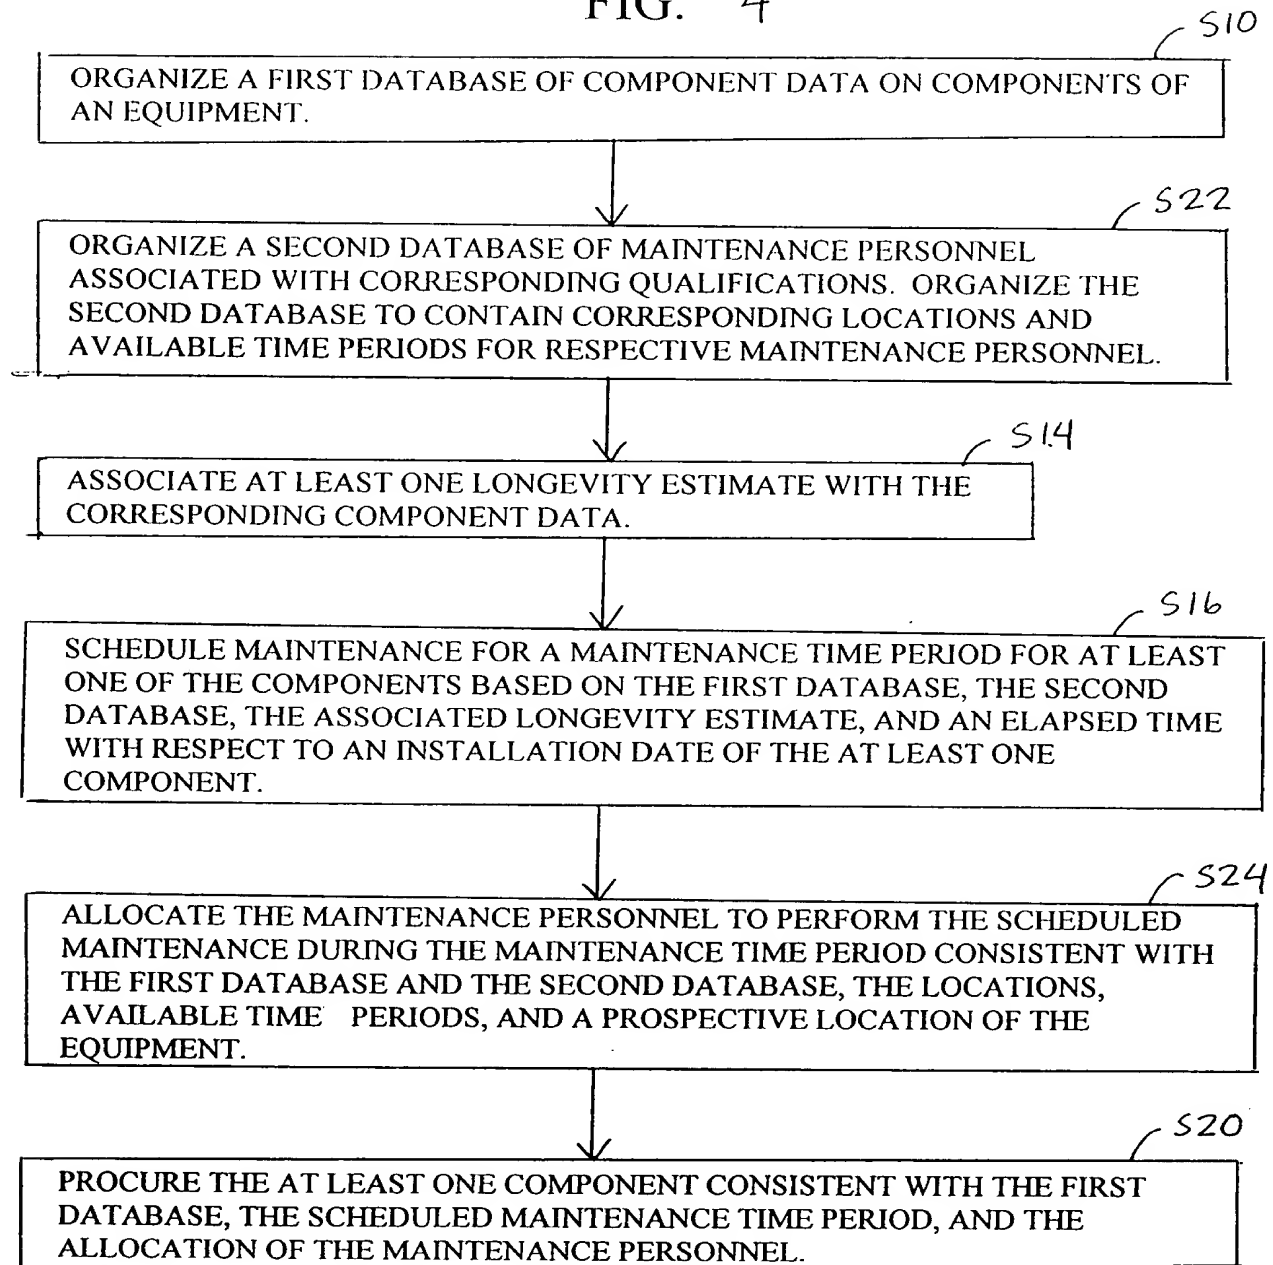 FIG. 4
S10
ORGANIZE A FIRST DATABASE OF COMPONENT DATA ON COMPONENTS OF
AN EQUIPMENT.
S22
ORGANIZE A SECOND DATABASE OF MAINTENANCE PERSONNEL
ASSOCIATED WITH CORRESPONDING QUALIFICATIONS. ORGANIZE THE
SECOND DATABASE TO CONTAIN CORRESPONDING LOCATIONS AND
AVAILABLE TIME PERIODS FOR RESPECTIVE MAINTENANCE PERSONNEL.
S14
ASSOCIATE AT LEAST ONE LONGEVITY ESTIMATE WITH THE
CORRESPONDING COMPONENT DATA.
S16
SCHEDULE MAINTENANCE FOR A MAINTENANCE TIME PERIOD FOR AT LEAST
ONE OF THE COMPONENTS BASED ON THE FIRST DATABASE, THE SECOND
DATABASE, THE ASSOCIATED LONGEVITY ESTIMATE, AND AN ELAPSED TIME
WITH RESPECT TO AN INSTALLATION DATE OF THE AT LEAST ONE
COMPONENT.
S24
ALLOCATE THE MAINTENANCE PERSONNEL TO PERFORM THE SCHEDULED
MAINTENANCE DURING THE MAINTENANCE TIME PERIOD CONSISTENT WITH
THE FIRST DATABASE AND THE SECOND DATABASE, THE LOCATIONS,
AVAILABLE TIME PERIODS, AND A PROSPECTIVE LOCATION OF THE
EQUIPMENT.
S20
PROCURE THE AT LEAST ONE COMPONENT CONSISTENT WITH THE FIRST
DATABASE, THE SCHEDULED MAINTENANCE TIME PERIOD, AND THE
ALLOCATION OF THE MAINTENANCE PERSONNEL.